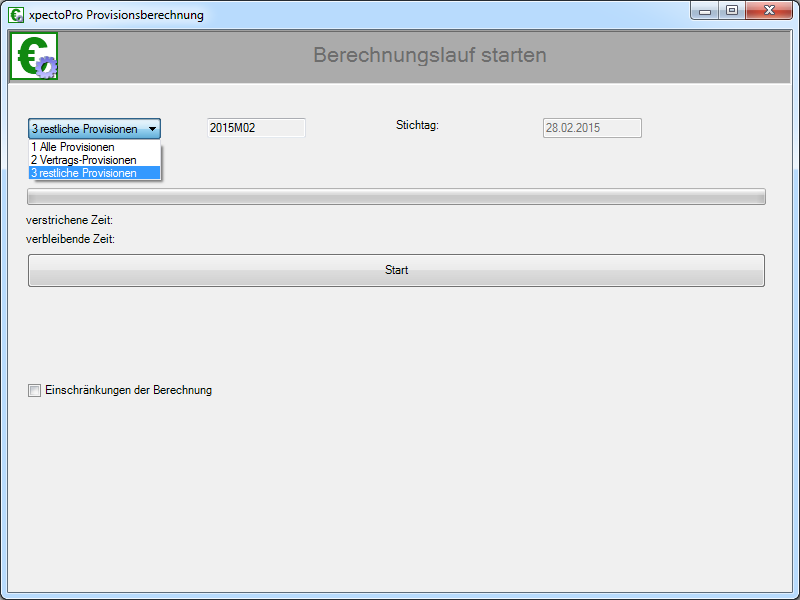 xpectoPro Provisionsberechnung
Berechnungslauf starten
3 restliche Provisionen
2015M02
Stichtag:
28.02.2015
1 Alle Provisionen
2 Vertrags-Provisionen
3 restliche Provisionen
verstrichene Zeit:
verbleibende Zeit:
Start
Einschränkungen der Berechnung